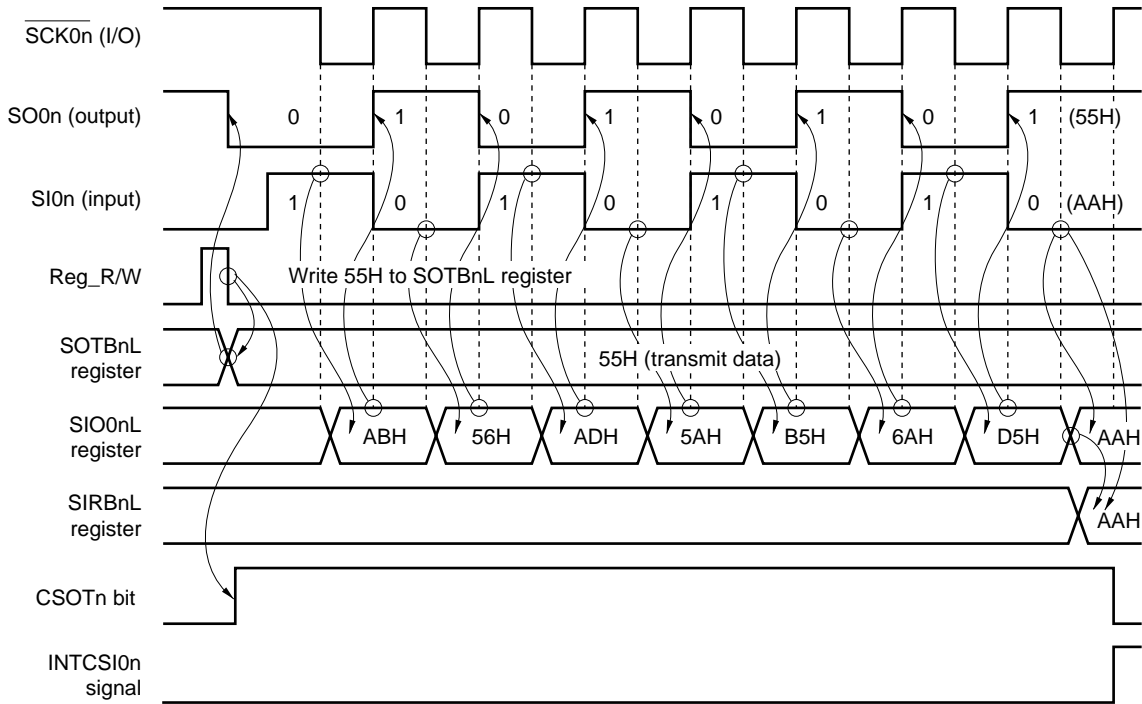 SCK0n (I/O)
SO0n (output) 0 1 0 1 0 1 0 1 (55H)
SI0n (input) 1 0 1 0 1 0 1 0 (AAH)
Reg_R/W Write 55H to SOTBnL register
SOTBnL
register
55H (transmit data)
SIO0nL
register
ABH 56H ADH 5AH B5H 6AH D5H AAH
SIRBnL
register
AAH
CSOTn bit
INTCSI0n
signal